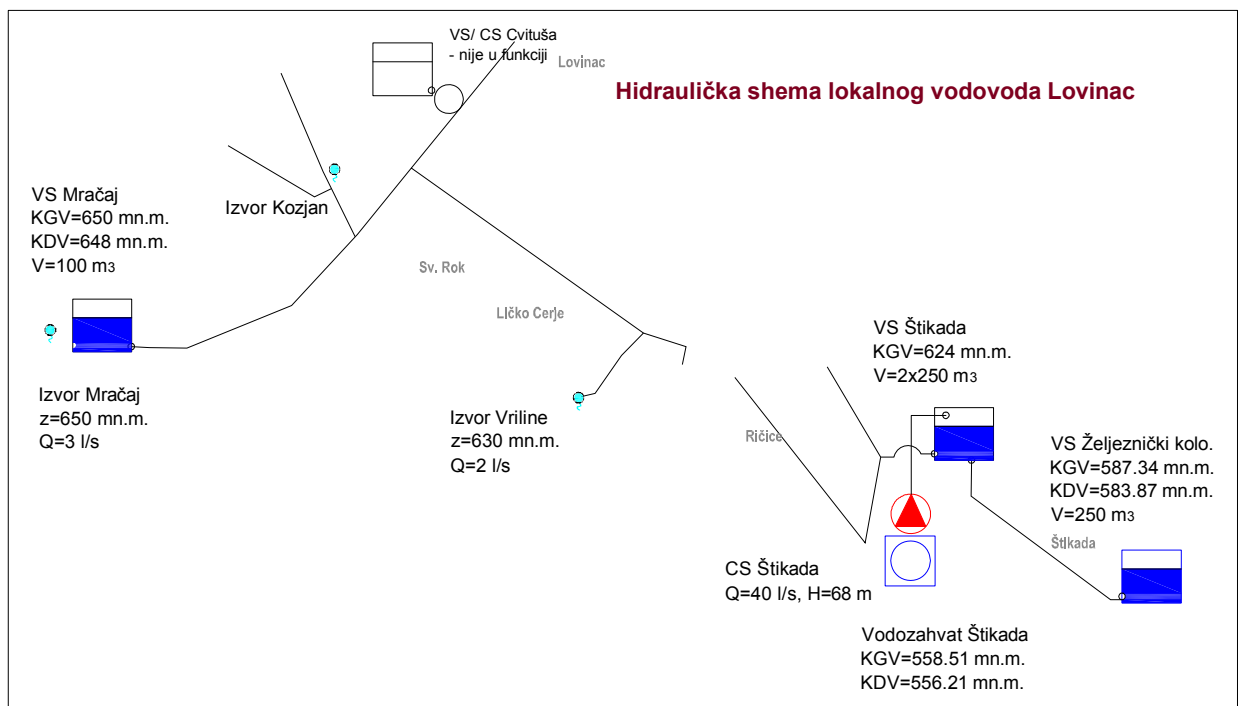 VS/ CS Cvituša
- nije u funkciji
Lovinac
Hidraulička shema lokalnog vodovoda Lovinac
VS Mračaj
KGV=650 mn.m.
KDV=648 mn.m.
V=100 m3
Izvor Kozjan
Sv. Rok
Ličko Cerje
Izvor Mračaj
z=650 mn.m.
Q=3 l/s
Izvor Vriline
z=630 mn.m.
Q=2 l/s
VS Štikada
KGV=624 mn.m.
V=2x250 m3
Ričice
VS Željeznički kolo.
KGV=587.34 mn.m.
KDV=583.87 mn.m.
V=250 m3
Štikada
CS Štikada
Q=40 l/s, H=68 m
Vodozahvat Štikada
KGV=558.51 mn.m.
KDV=556.21 mn.m.